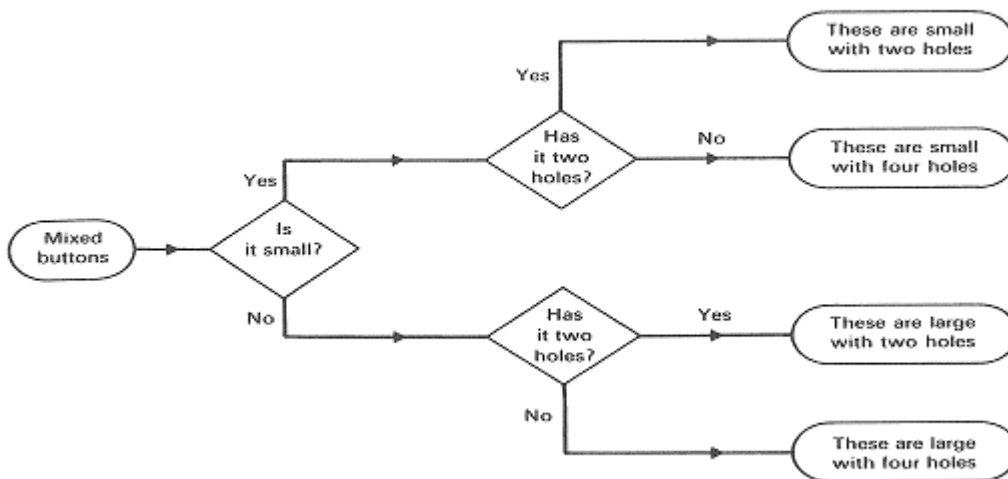 These are small
with two holes
Yes
Has
it two
holes?
No
These are small
with four holes
Yes
Mixed
buttons
Is
it small?
No
Has
it two
holes?
Yes
These are large
with two holes
No
These are large
with four holes